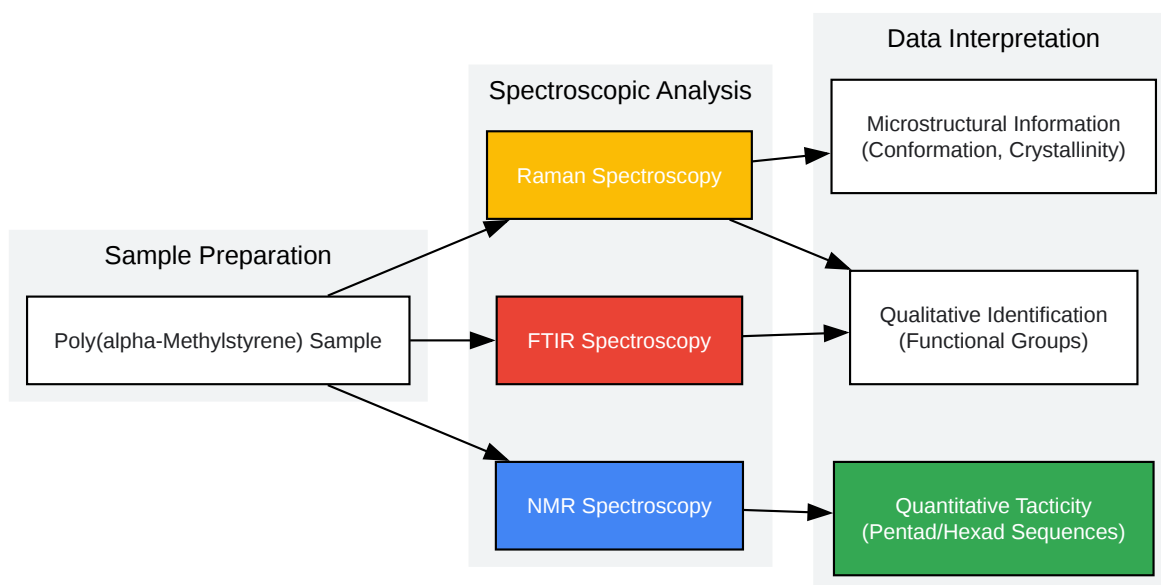 Sample Preparation
Poly(alpha-Methylstyrene) Sample
Spectroscopic Analysis
Raman Spectroscopy
FTIR Spectroscopy
NMR Spectroscopy
Data Interpretation
Microstructural Information
(Conformation, Crystallinity)
Qualitative Identification
(Functional Groups)
Quantitative Tacticity
(Pentad/Hexad Sequences)